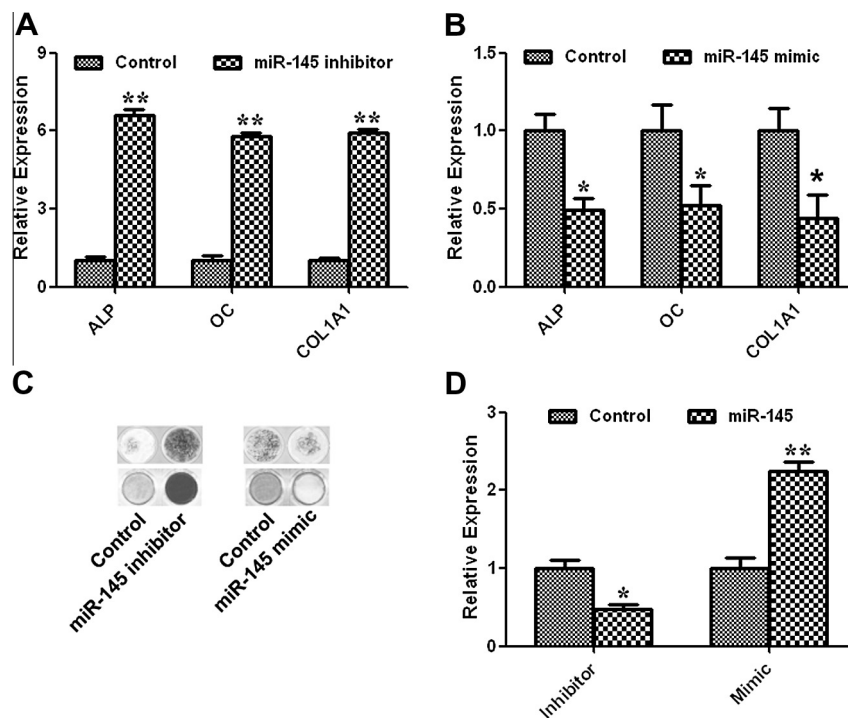 A
Control miR-145 inhibitor
Relative Expression
9
6
3
0
** ** **
ALP OC COL1A1
B
Control miR-145 mimic
Relative Expression
1.5
1.0
0.5
0.0
* * *
ALP OC COL1A1
C
Control miR-145 inhibitor
Control miR-145 mimic
D
Control miR-145
Relative Expression
3
2
1
0
* **
Inhibitor Mimic